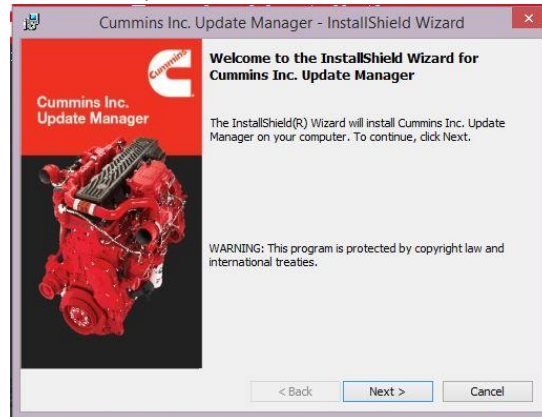 Cummins Inc. Update Manager - InstallShield Wizard
Cummins
Cummins Inc.
Update Manager
Welcome to the InstallShield Wizard for
Cummins Inc. Update Manager
The InstallShield(R) Wizard will install Cummins Inc. Update
Manager on your computer. To continue, click Next.
WARNING: This program is protected by copyright law and
international treaties.
< Back
Next >
Cancel